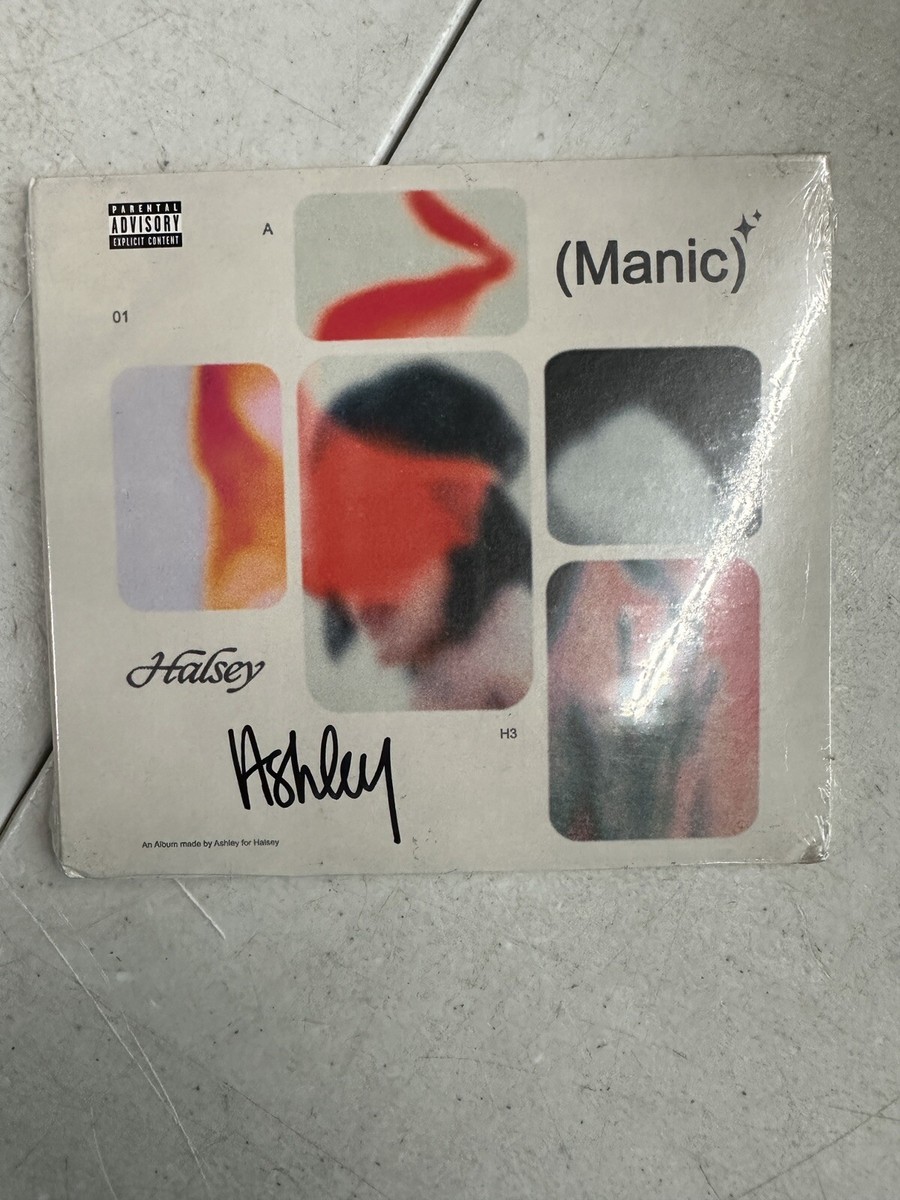 PARENTAL
ADVISORY
EXPLICIT CONTENT
A
(Manic)
01
Halsey
Ashley
H3
An Album made by Ashley for Halsey